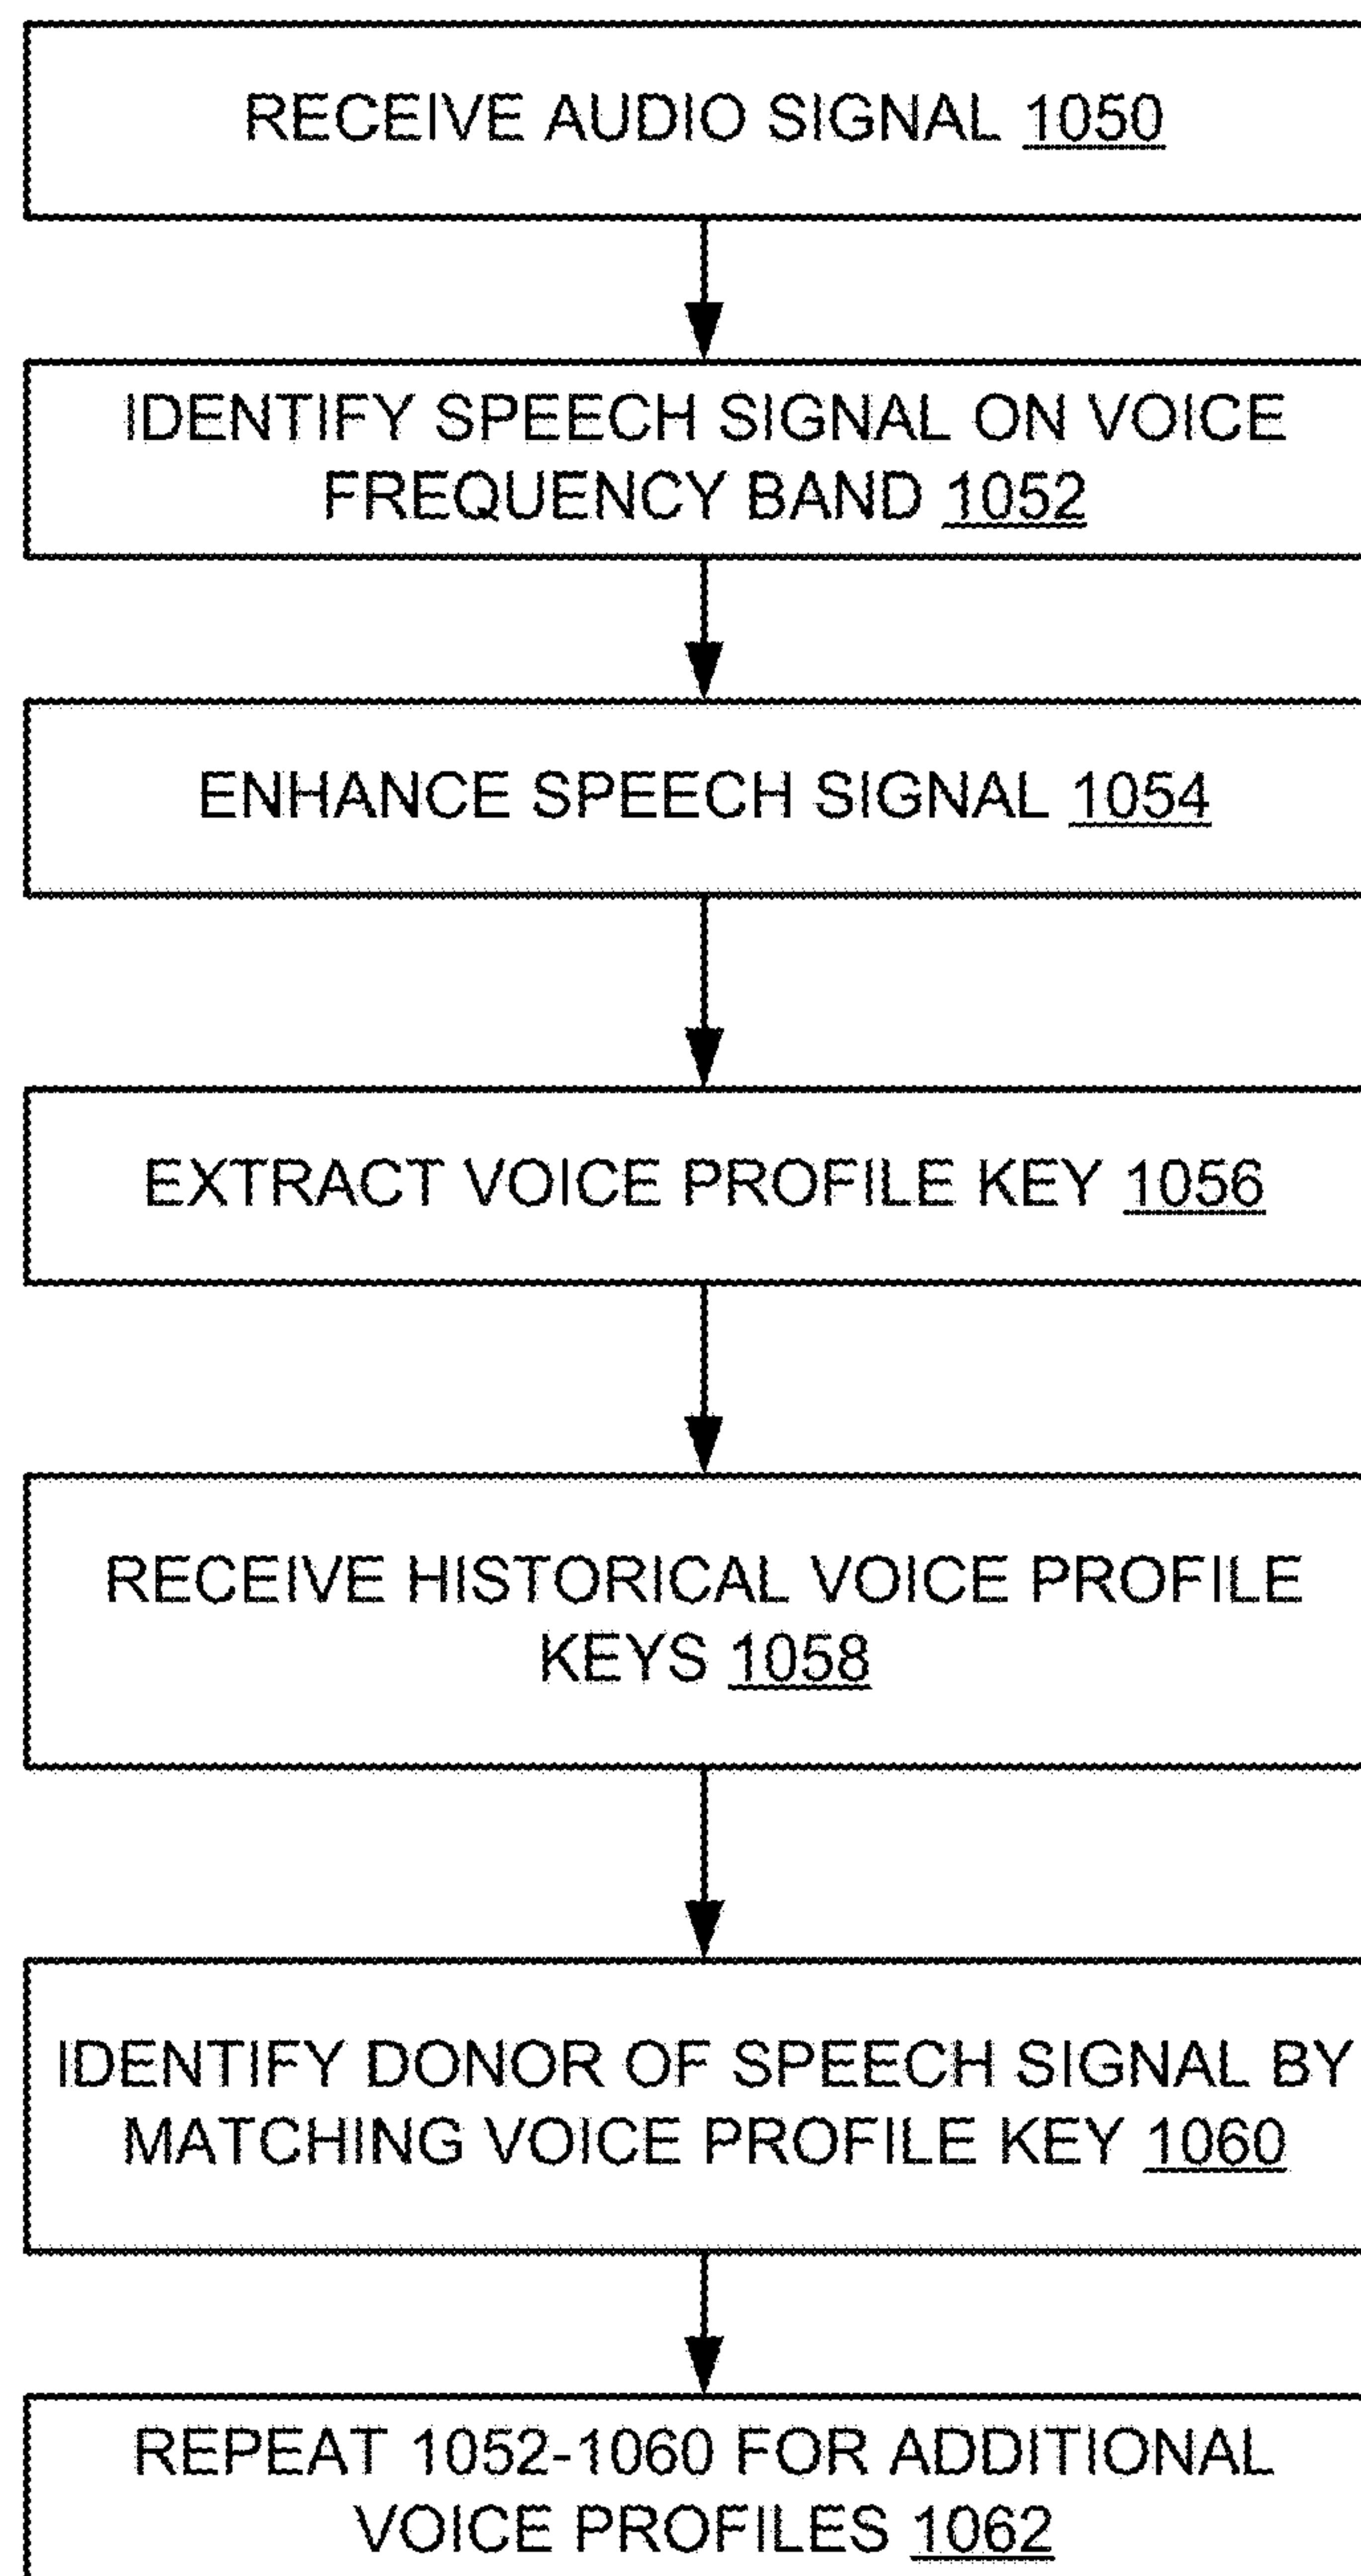 RECEIVE AUDIO SIGNAL 1050
IDENTIFY SPEECH SIGNAL ON VOICE
FREQUENCY BAND 1052
ENHANCE SPEECH SIGNAL 1054
EXTRACT VOICE PROFILE KEY 1056
RECEIVE HISTORICAL VOICE PROFILE
KEYS 1058
IDENTIFY DONOR OF SPEECH SIGNAL BY
MATCHING VOICE PROFILE KEY 1060
REPEAT 1052-1060 FOR ADDITIONAL
VOICE PROFILES 1062